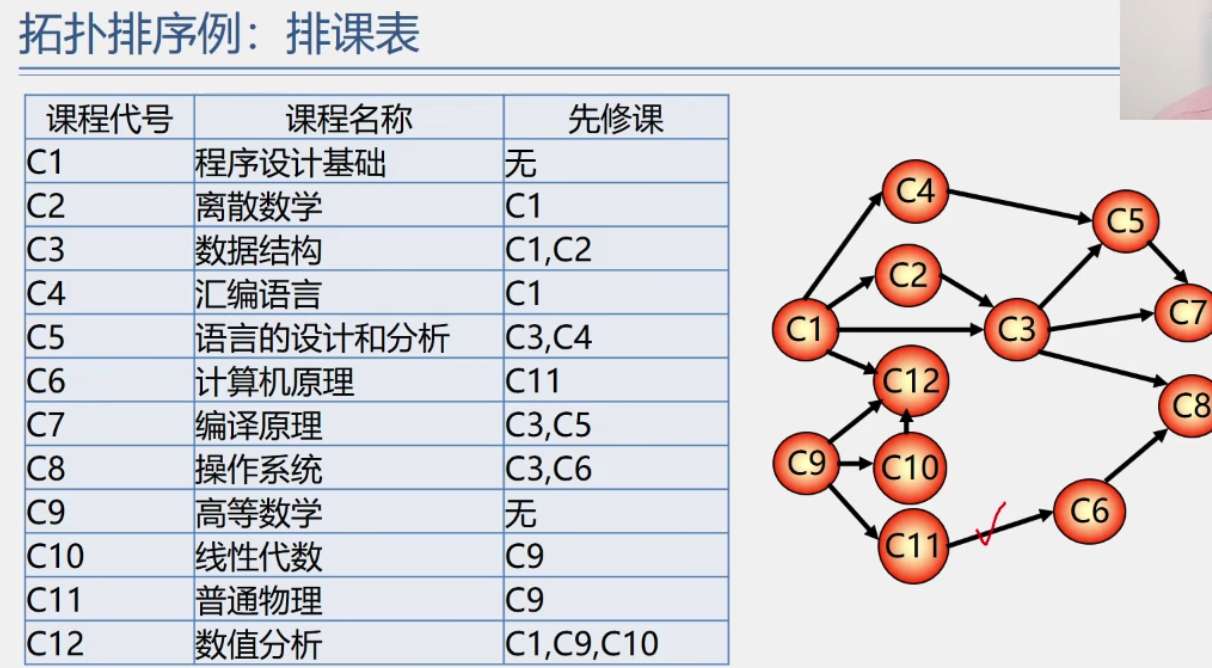 拓扑排序例：排课表
课程代号 课程名称 先修课
C1 程序设计基础 无
C2 离散数学 C1
C3 数据结构 C1,C2
C4 汇编语言 C1
C5 语言的设计和分析 C3,C4
C6 计算机原理 C11
C7 编译原理 C3,C5
C8 操作系统 C3,C6
C9 高等数学 无
C10 线性代数 C9
C11 普通物理 C9
C12 数值分析 C1,C9,C10
C4
C5
C2
C7
C1
C3
C12
C8
C9
C10
C6
C11